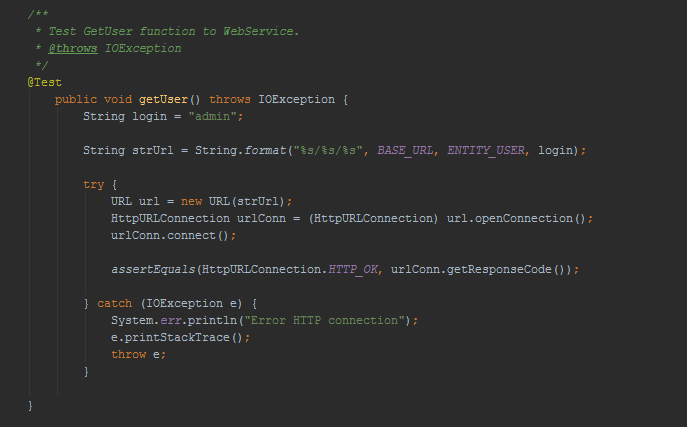 /**
 * Test GetUser function to WebService.
 * @throws IOException
 */
@Test
    public void getUser() throws IOException {
        String login = "admin";
        String strUrl = String.format("%s/%s/%s", BASE_URL, ENTITY_USER, login);
        try {
            URL url = new URL(strUrl);
            HttpURLConnection urlConn = (HttpURLConnection) url.openConnection();
            urlConn.connect();
            assertEquals(HttpURLConnection.HTTP_OK, urlConn.getResponseCode());
        } catch (IOException e) {
            System.err.println("Error HTTP connection");
            e.printStackTrace();
            throw e;
        }
}